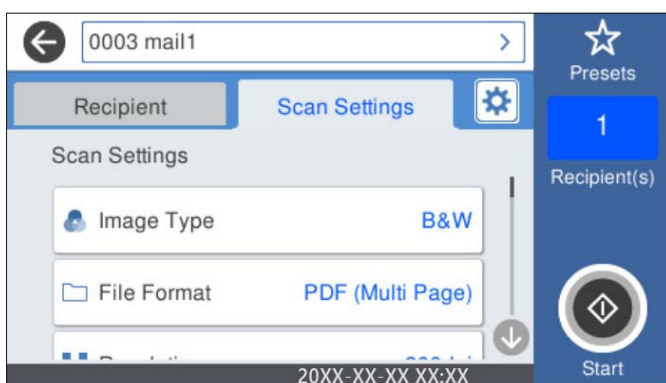 0003 mail1 >
Presets
Recipient
Scan Settings
1
Recipient(s)
Scan Settings
Image Type B&W
File Format PDF (Multi Page)
20XX-XX-XX XX:XX
Start